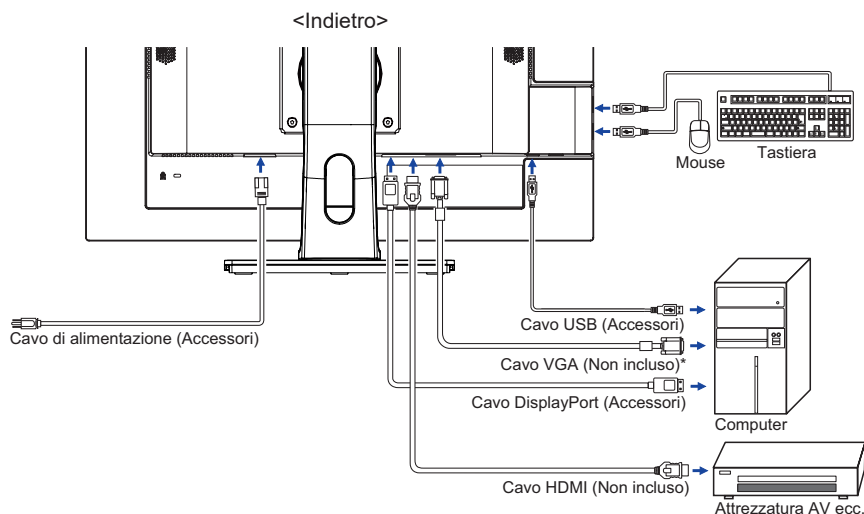 <Indietro>
Mouse
Tastiera
Cavo di alimentazione (Accessori)
Cavo USB (Accessori)
Cavo VGA (Non incluso)*
Cavo DisplayPort (Accessori)
Computer
Cavo HDMI (Non incluso)
Attrezzatura AV ecc.